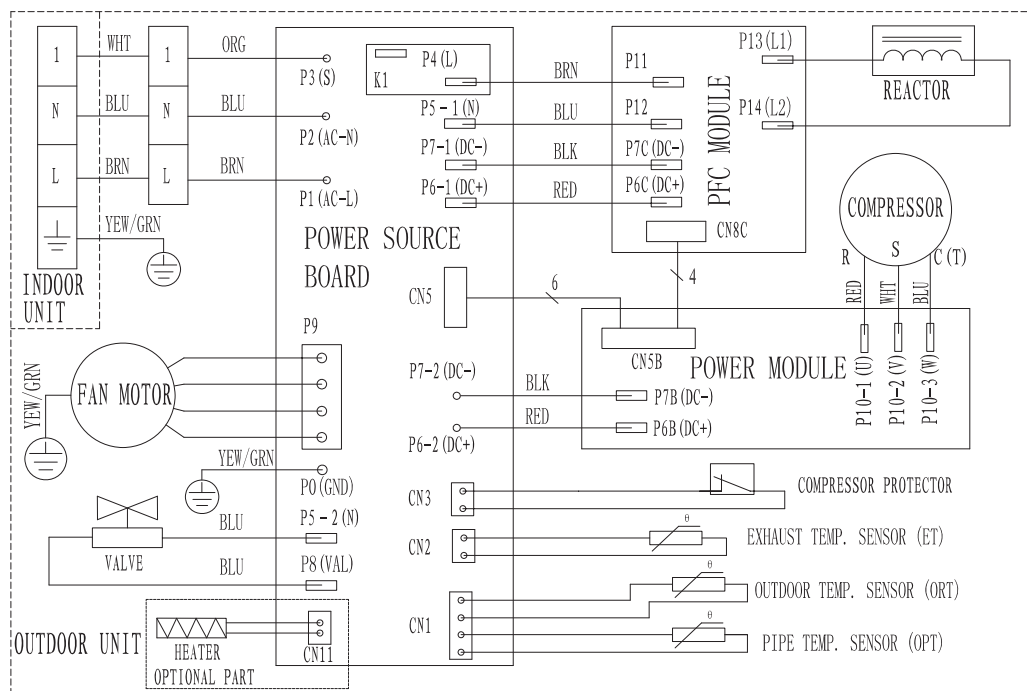 1
WHT
1
ORG
P3(S)
N
BLU
N
BLU
P2(AC-N)
L
BRN
L
BRN
P1(AC-L)
YEW/GRN
INDOOR
UNIT
K1
P4(L)
P5-1(N)
P7-1(DC-)
P6-1(DC+)
POWER SOURCE
BOARD
BRN
BLU
BLK
RED
P11
P12
P7C(DC-)
P6C(DC+)
PFC MODULE
CN8C
P13(L1)
P14(L2)
REACTOR
COMPRESSOR
R
S
C(T)
RED
WHT
BLU
CN5
6
4
CN5B
POWER MODULE
P10-1(U)
P10-2(V)
P10-3(W)
P9
FAN MOTOR
YEW/GRN
P7-2(DC-)
BLK
P7B(DC-)
P6-2(DC+)
RED
P6B(DC+)
YEW/GRN
P0(GND)
P5-2(N)
BLU
VALVE
BLU
P8(VAL)
CN3
COMPRESSOR PROTECTOR
CN2
θ
EXHAUST TEMP. SENSOR(ET)
CN1
θ
OUTDOOR TEMP. SENSOR(ORT)
θ
PIPE TEMP. SENSOR(OPT)
OUTDOOR UNIT
HEATER
OPTIONAL PART
CN11